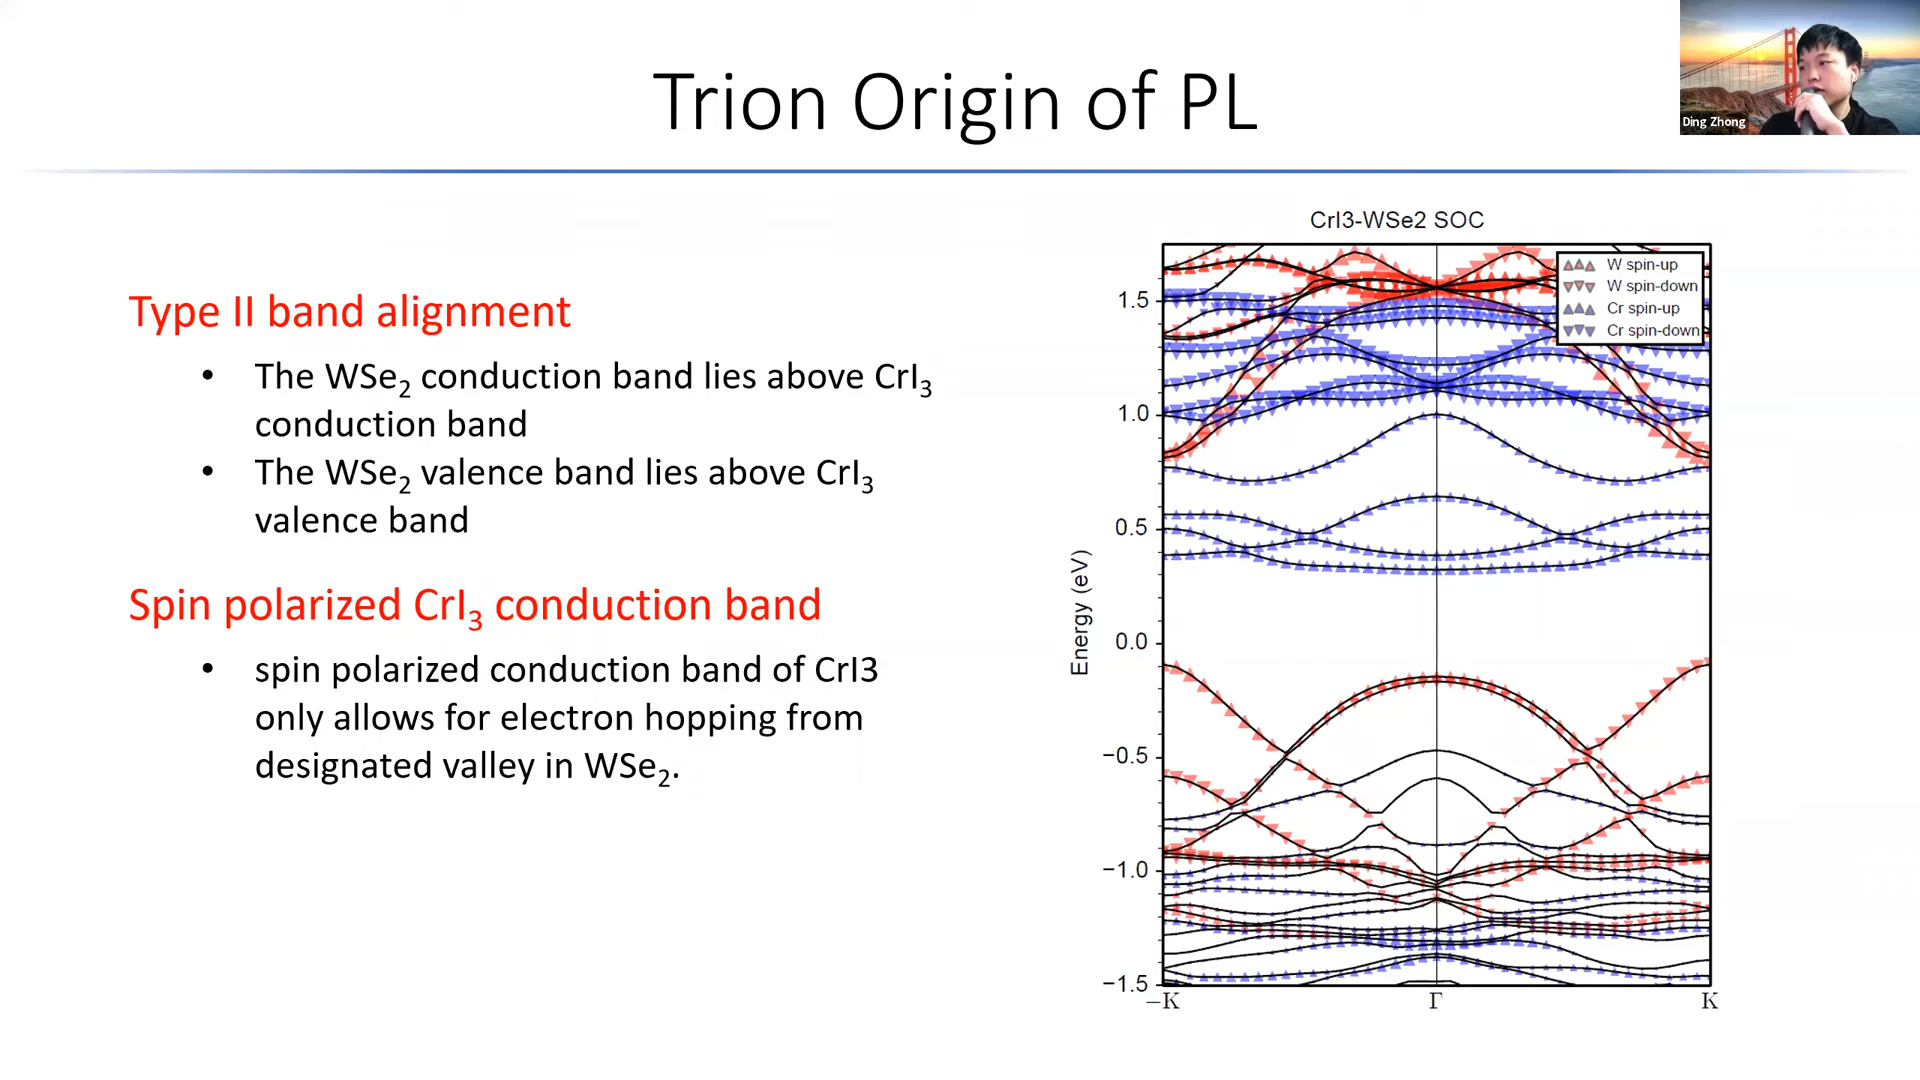 Trion Origin of PL
Ding Zhong
Type II band alignment
• The WSe₂ conduction band lies above CrI₃
conduction band
• The WSe₂ valence band lies above CrI₃
valence band
Spin polarized CrI₃ conduction band
• spin polarized conduction band of CrI3
only allows for electron hopping from
designated valley in WSe₂.
CrI3-WSe2 SOC
W spin-up
W spin-down
Cr spin-up
Cr spin-down
Energy (eV)
1.5
1.0
0.5
0.0
−0.5
−1.0
−1.5
−K
Γ
K